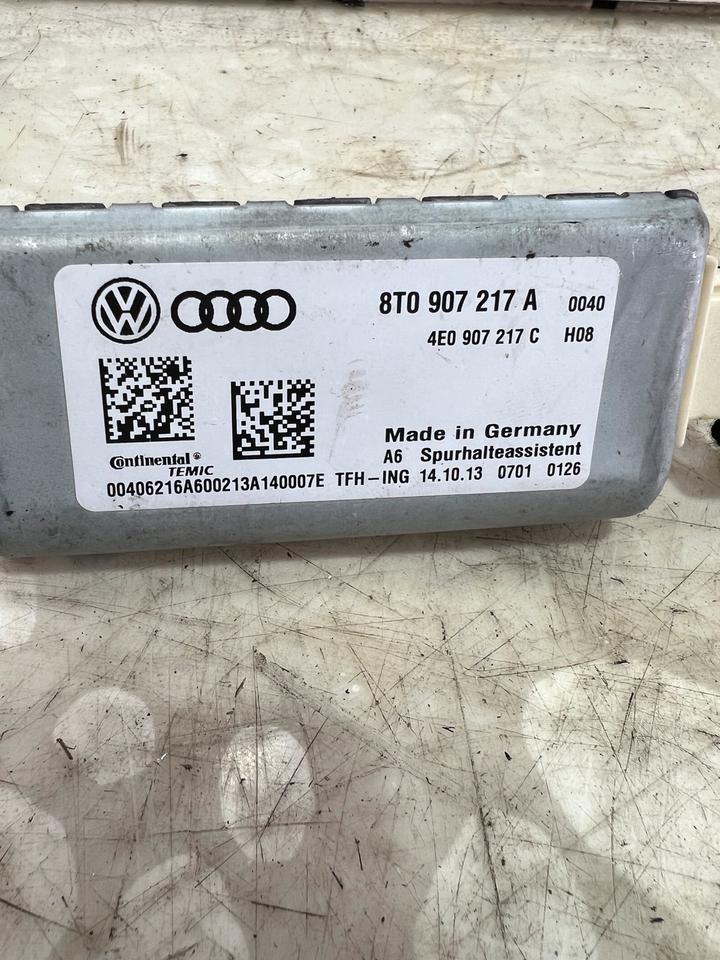 8T0 907 217 A 0040
4E0 907 217 C H08
Made in Germany
A6 Spurhalteassistent
Continental
TEMIC
00406216A600213A140007E TFH-ING 14.10.13 0701 0126